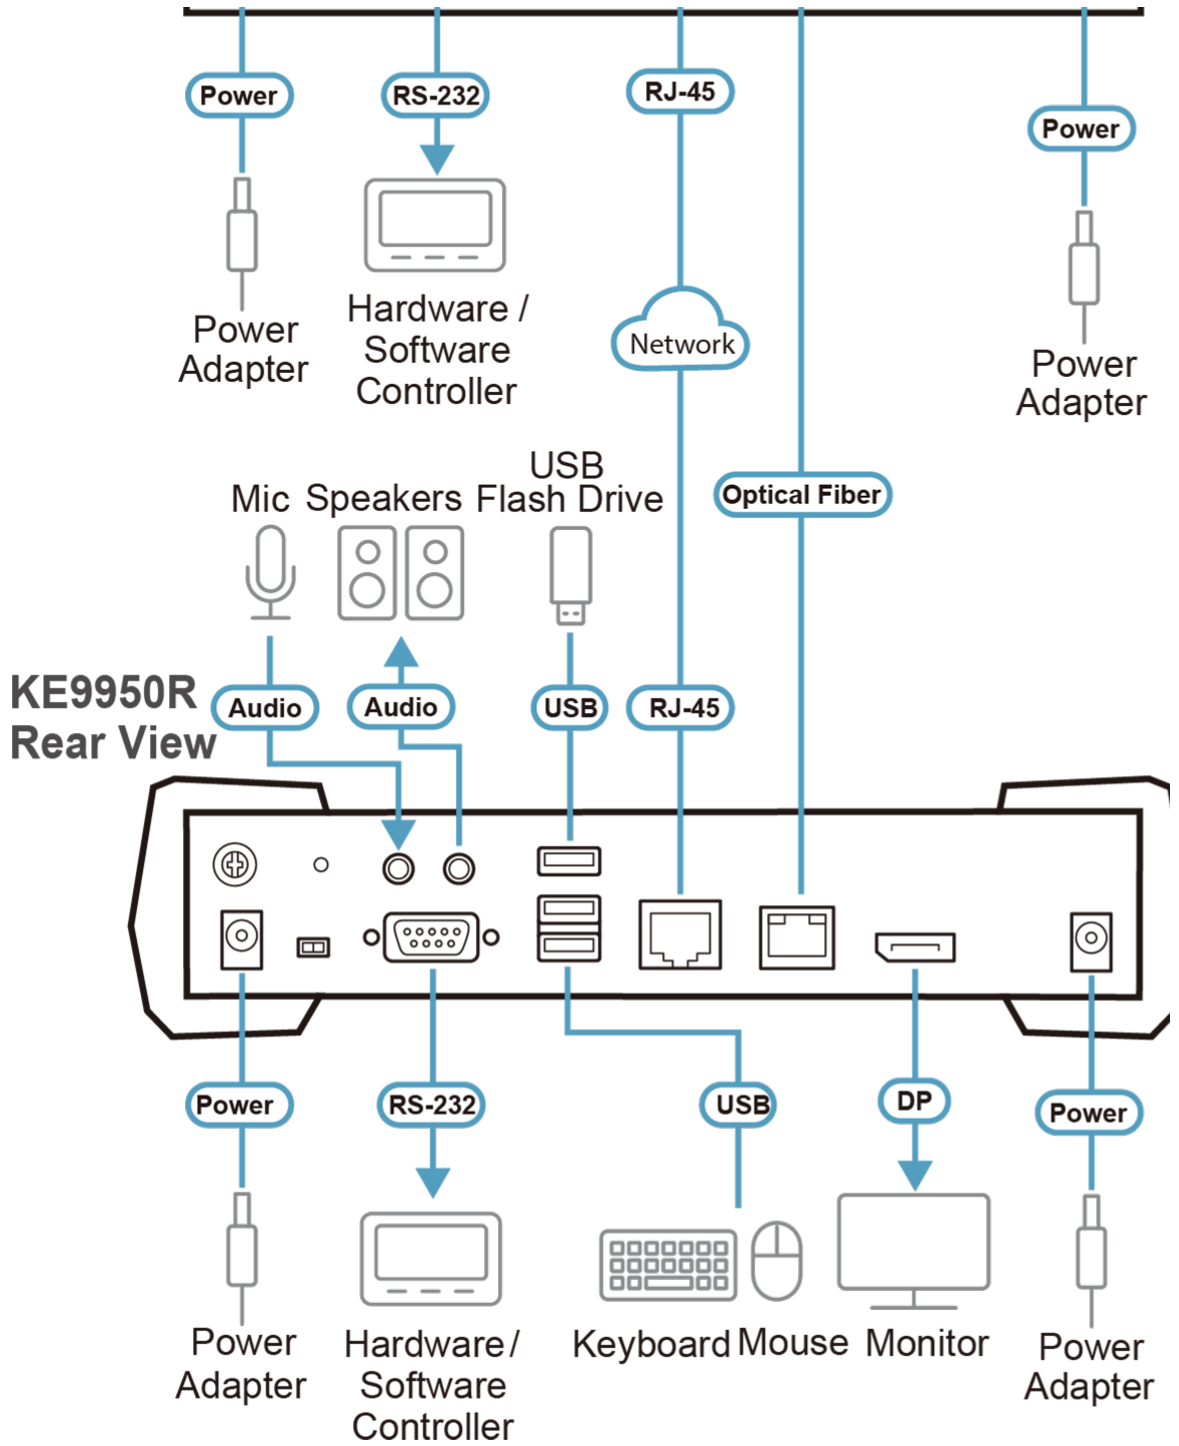 Power
RS-232
RJ-45
Power
Power
Adapter
Hardware /
Software
Controller
Network
Power
Adapter
Optical Fiber
Mic
Speakers
USB
Flash Drive
KE9950R
Rear View
Audio
Audio
USB
RJ-45
Power
RS-232
USB
DP
Power
Power
Adapter
Hardware /
Software
Controller
Keyboard
Mouse
Monitor
Power
Adapter